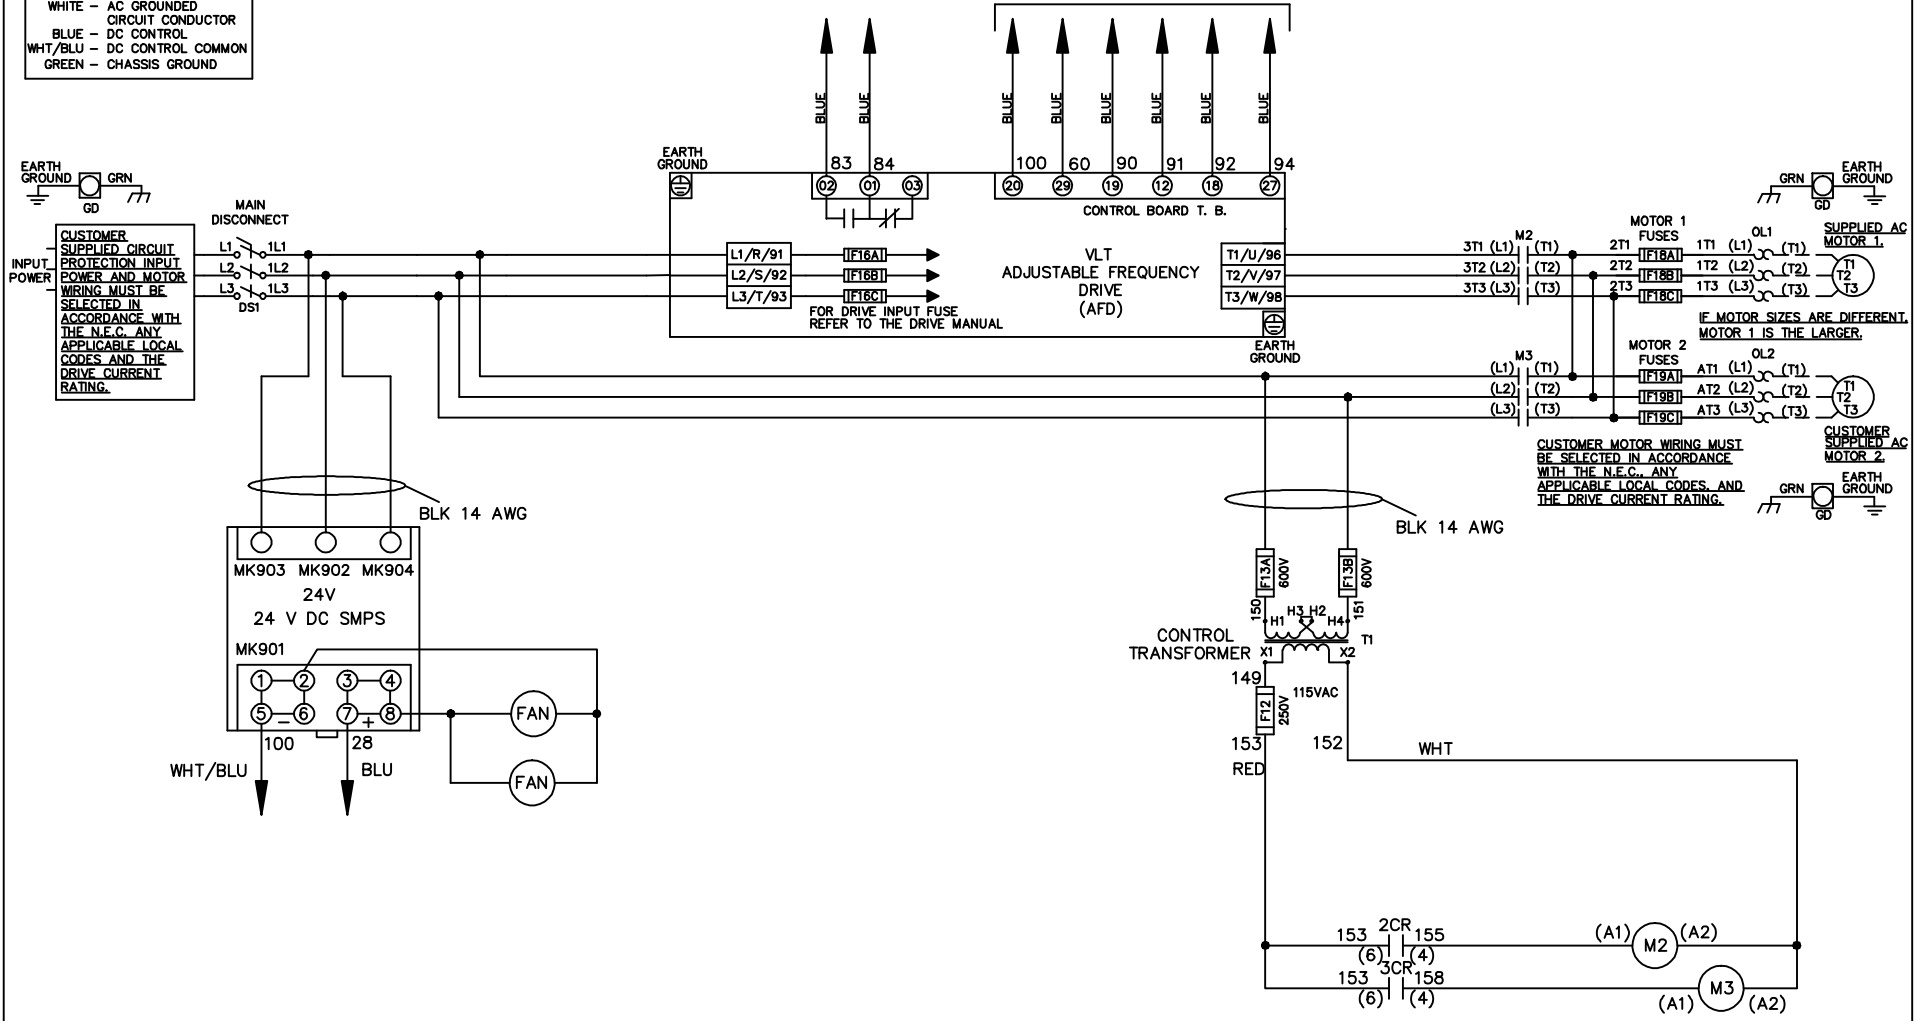 WHITE – AC GROUNDED
CIRCUIT CONDUCTOR
BLUE – DC CONTROL
WHT/BLU – DC CONTROL COMMON
GREEN – CHASSIS GROUND
BLUE
BLUE
BLUE
BLUE
BLUE
BLUE
BLUE
BLUE
83
84
100
60
90
91
92
94
EARTH
GROUND
02
01
03
20
29
19
12
18
27
CONTROL BOARD T. B.
EARTH
GROUND
GRN
GD
MAIN
DISCONNECT
INPUT
POWER
CUSTOMER
SUPPLIED CIRCUIT
PROTECTION INPUT
POWER AND MOTOR
WIRING MUST BE
SELECTED IN
ACCORDANCE WITH
THE N.E.C. ANY
APPLICABLE LOCAL
CODES AND THE
DRIVE CURRENT
RATING.
L1
1L1
L2
1L2
L3
1L3
DS1
L1/R/91
L2/S/92
L3/T/93
F16A
F16B
F16C
FOR DRIVE INPUT FUSE
REFER TO THE DRIVE MANUAL
VLT
ADJUSTABLE FREQUENCY
DRIVE
(AFD)
T1/U/96
T2/V/97
T3/W/98
EARTH
GROUND
M2
3T1 (L1) (T1)
3T2 (L2) (T2)
3T3 (L3) (T3)
MOTOR 1
FUSES
2T1
2T2
2T3
F18A
F18B
F18C
OL1
1T1 (L1) (T1)
1T2 (L2) (T2)
1T3 (L3) (T3)
GRN
GD
EARTH
GROUND
SUPPLIED AC
MOTOR 1.
T1
T2
T3
IF MOTOR SIZES ARE DIFFERENT,
MOTOR 1 IS THE LARGER.
M3
(L1) (T1)
(L2) (T2)
(L3) (T3)
MOTOR 2
FUSES
F19A
F19B
F19C
OL2
AT1 (L1) (T1)
AT2 (L2) (T2)
AT3 (L3) (T3)
T1
T2
T3
CUSTOMER
SUPPLIED AC
MOTOR 2.
CUSTOMER MOTOR WIRING MUST
BE SELECTED IN ACCORDANCE
WITH THE N.E.C., ANY
APPLICABLE LOCAL CODES, AND
THE DRIVE CURRENT RATING.
GRN
GD
EARTH
GROUND
BLK 14 AWG
MK903 MK902 MK904
24V
24 V DC SMPS
MK901
1
2
3
4
5
–
6
7
+
8
100
28
WHT/BLU
BLU
FAN
FAN
BLK 14 AWG
F13A
600V
F13B
600V
150
151
H1
H3
H2
H4
CONTROL
TRANSFORMER
T1
X1
X2
149
115VAC
F12
250V
153
152
RED
WHT
2CR
153
155
(6)
(4)
(A1)
M2
(A2)
3CR
153
158
(6)
(4)
(A1)
M3
(A2)